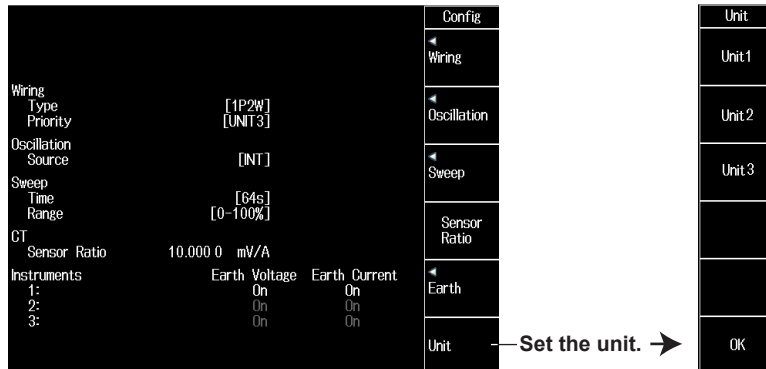 Config
Wiring
Oscillation
Sweep
Sensor
Ratio
Earth
Unit
Wiring
Type [1P2W]
Priority [UNIT3]
Oscillation
Source [INT]
Sweep
Time [64s]
Range [0-100%]
CT
Sensor Ratio 10.000 0 mV/A
Instruments Earth Voltage Earth Current
1: On On
2: On On
3: On On
Set the unit.
Unit
Unit1
Unit2
Unit3
OK